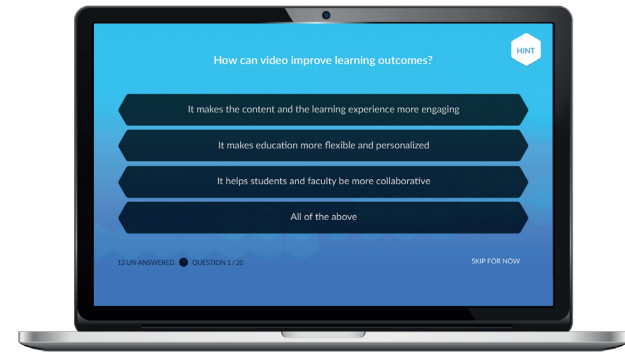 HINT
How can video improve learning outcomes?
It makes the content and the learning experience more engaging
It makes education more flexible and personalized
It helps students and faculty be more collaborative
All of the above
13 UN-ANSWERED QUESTION 1 / 20
SKIP FOR NOW